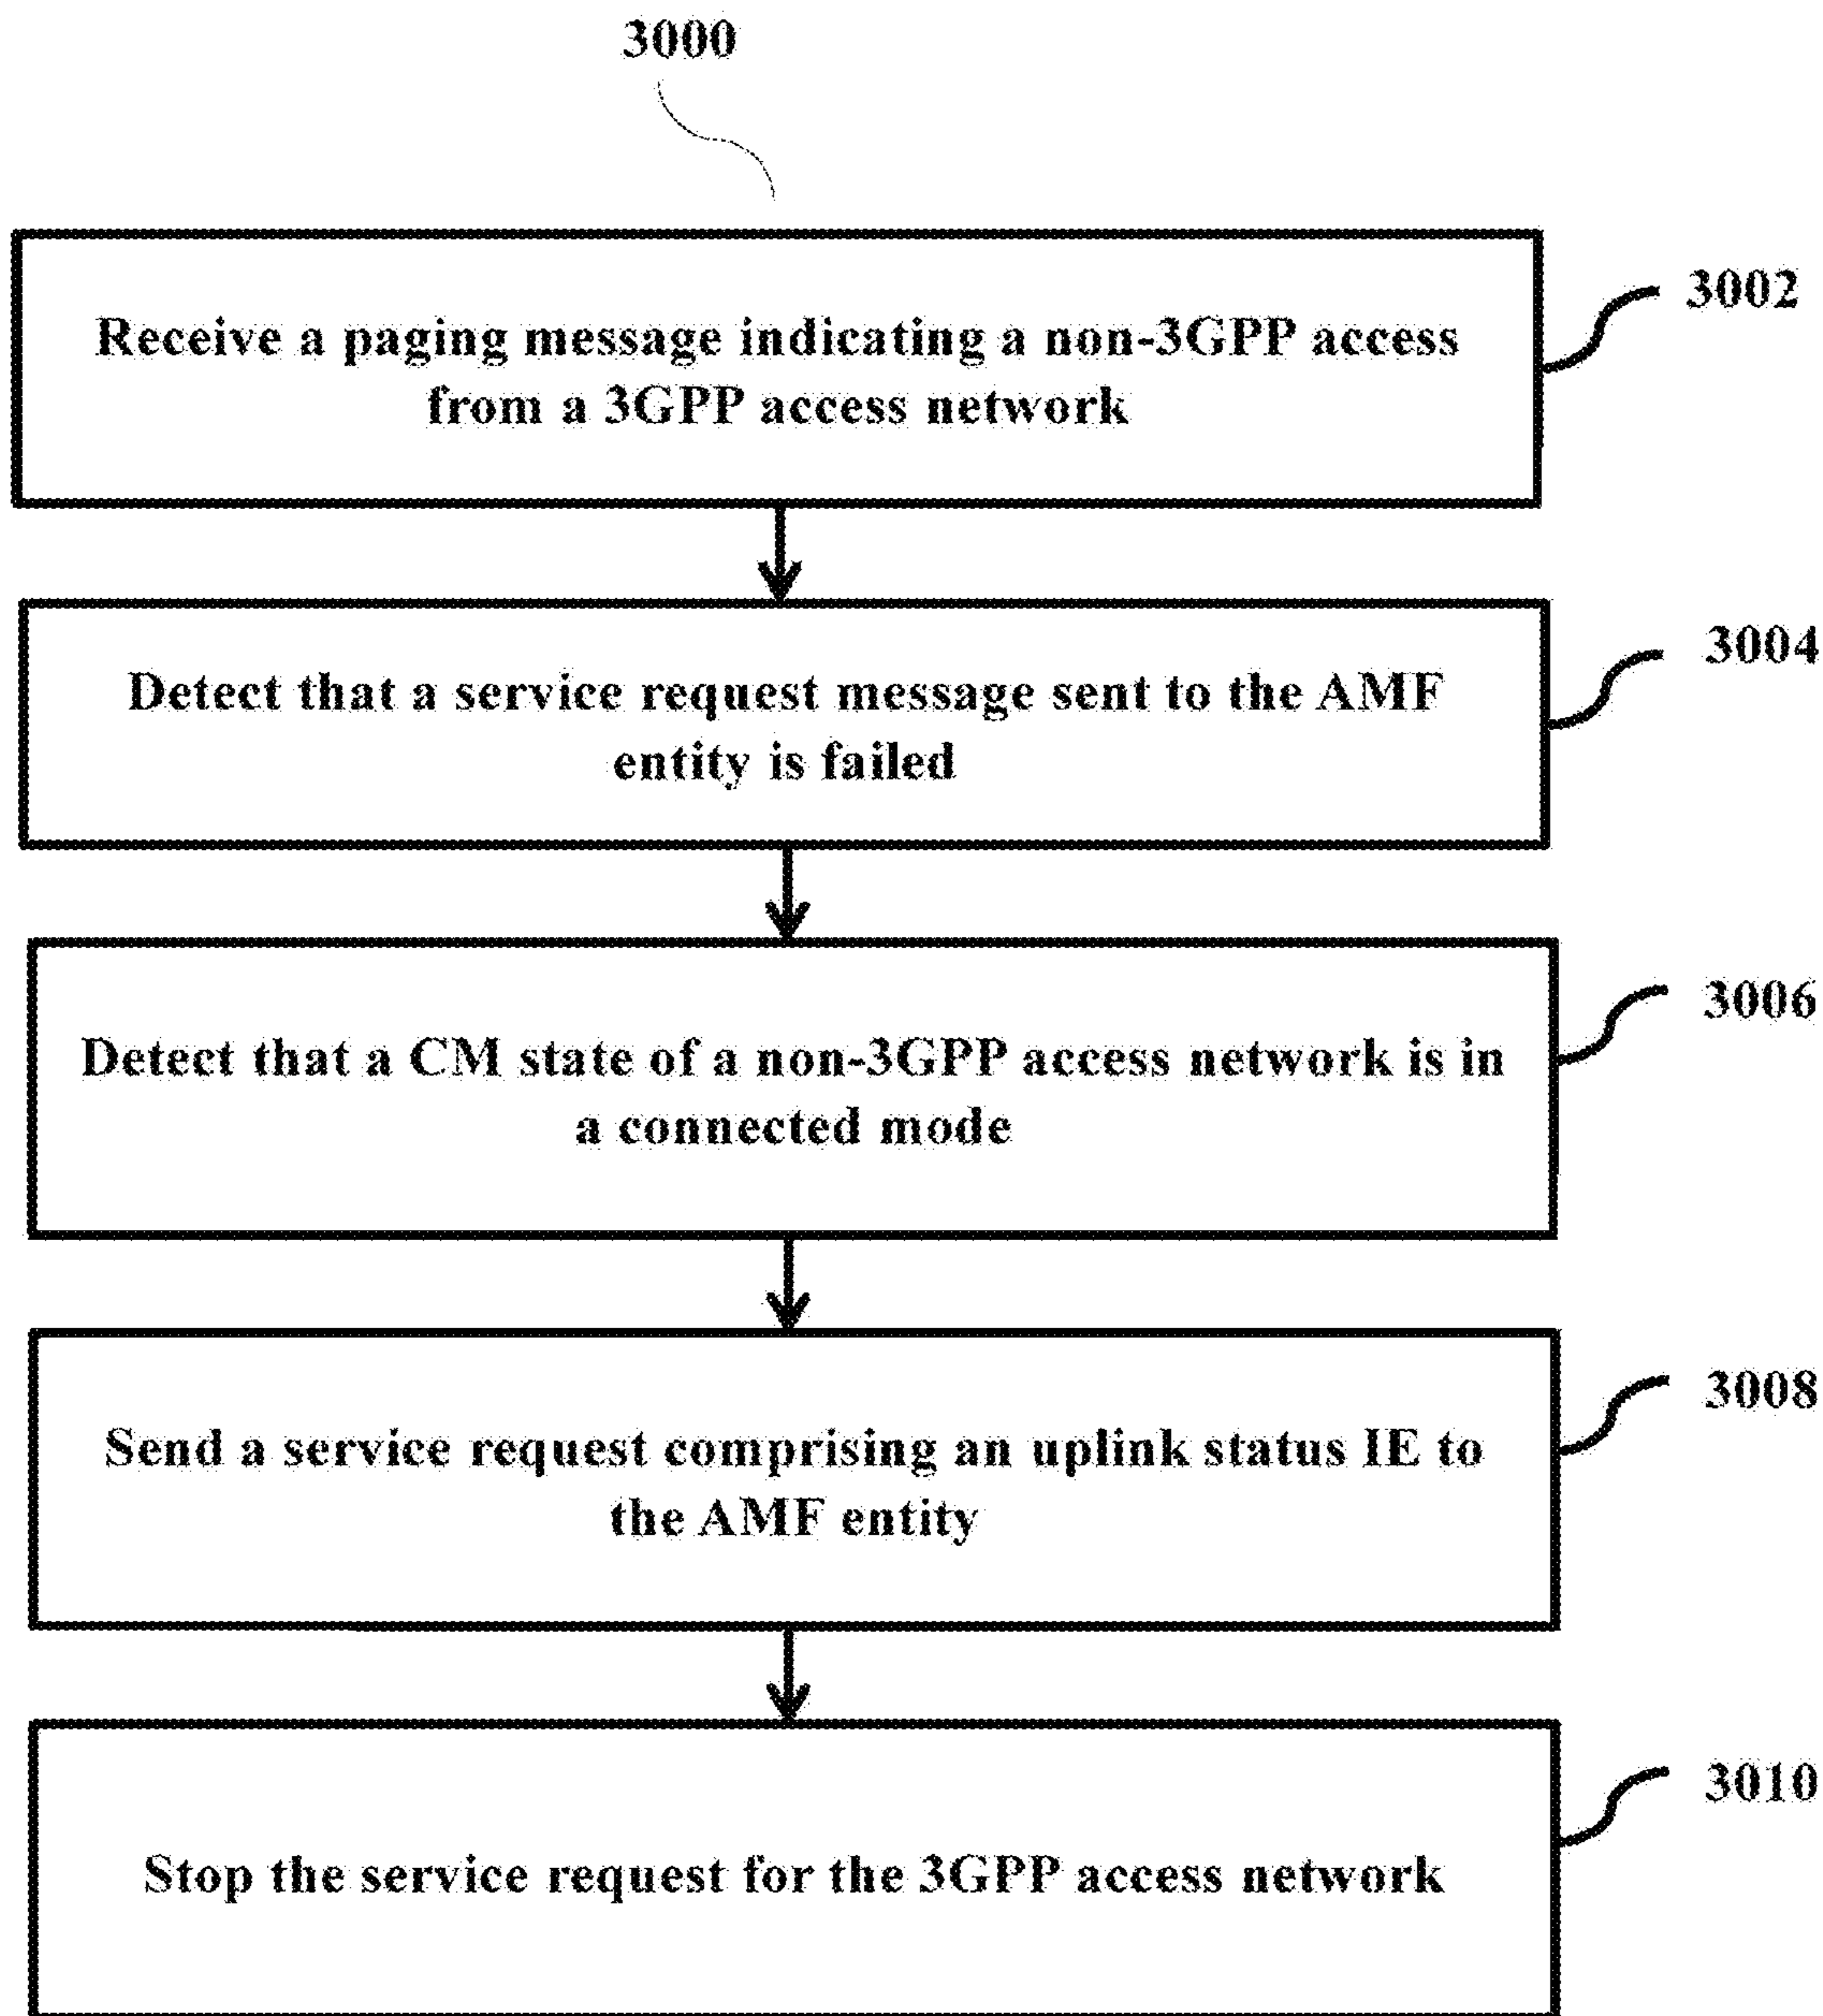 3000
Receive a paging message indicating a non-3GPP access
from a 3GPP access network
3002
Detect that a service request message sent to the AMF
entity is failed
3004
Detect that a CM state of a non-3GPP access network is in
a connected mode
3006
Send a service request comprising an uplink status IE to
the AMF entity
3008
Stop the service request for the 3GPP access network
3010